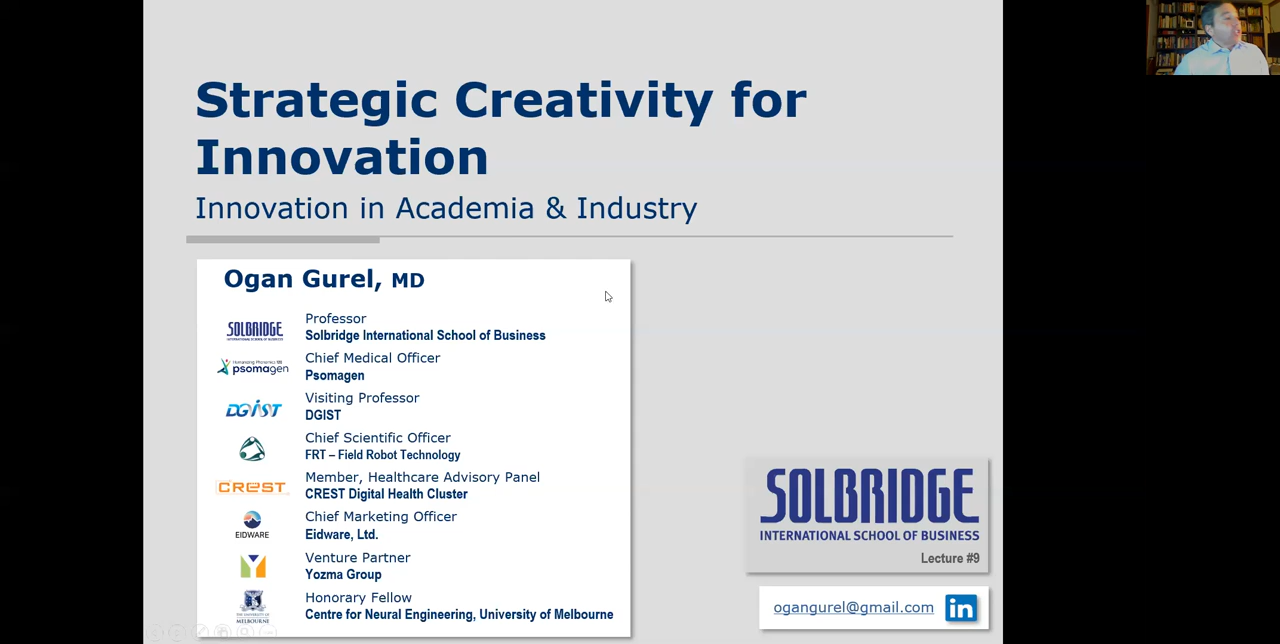 Strategic Creativity for
Innovation
Innovation in Academia & Industry
Ogan Gurel, MD
SOLBRIDGE
Professor
Solbridge International School of Business
psomagen
Chief Medical Officer
Psomagen
DGIST
Visiting Professor
DGIST
Chief Scientific Officer
FRT – Field Robot Technology
CREST
Member, Healthcare Advisory Panel
CREST Digital Health Cluster
EIDWARE
Chief Marketing Officer
Eidware, Ltd.
Venture Partner
Yozma Group
MELBOURNE
Honorary Fellow
Centre for Neural Engineering, University of Melbourne
SOLBRIDGE
INTERNATIONAL SCHOOL OF BUSINESS
Lecture #9
ogangurel@gmail.com
in